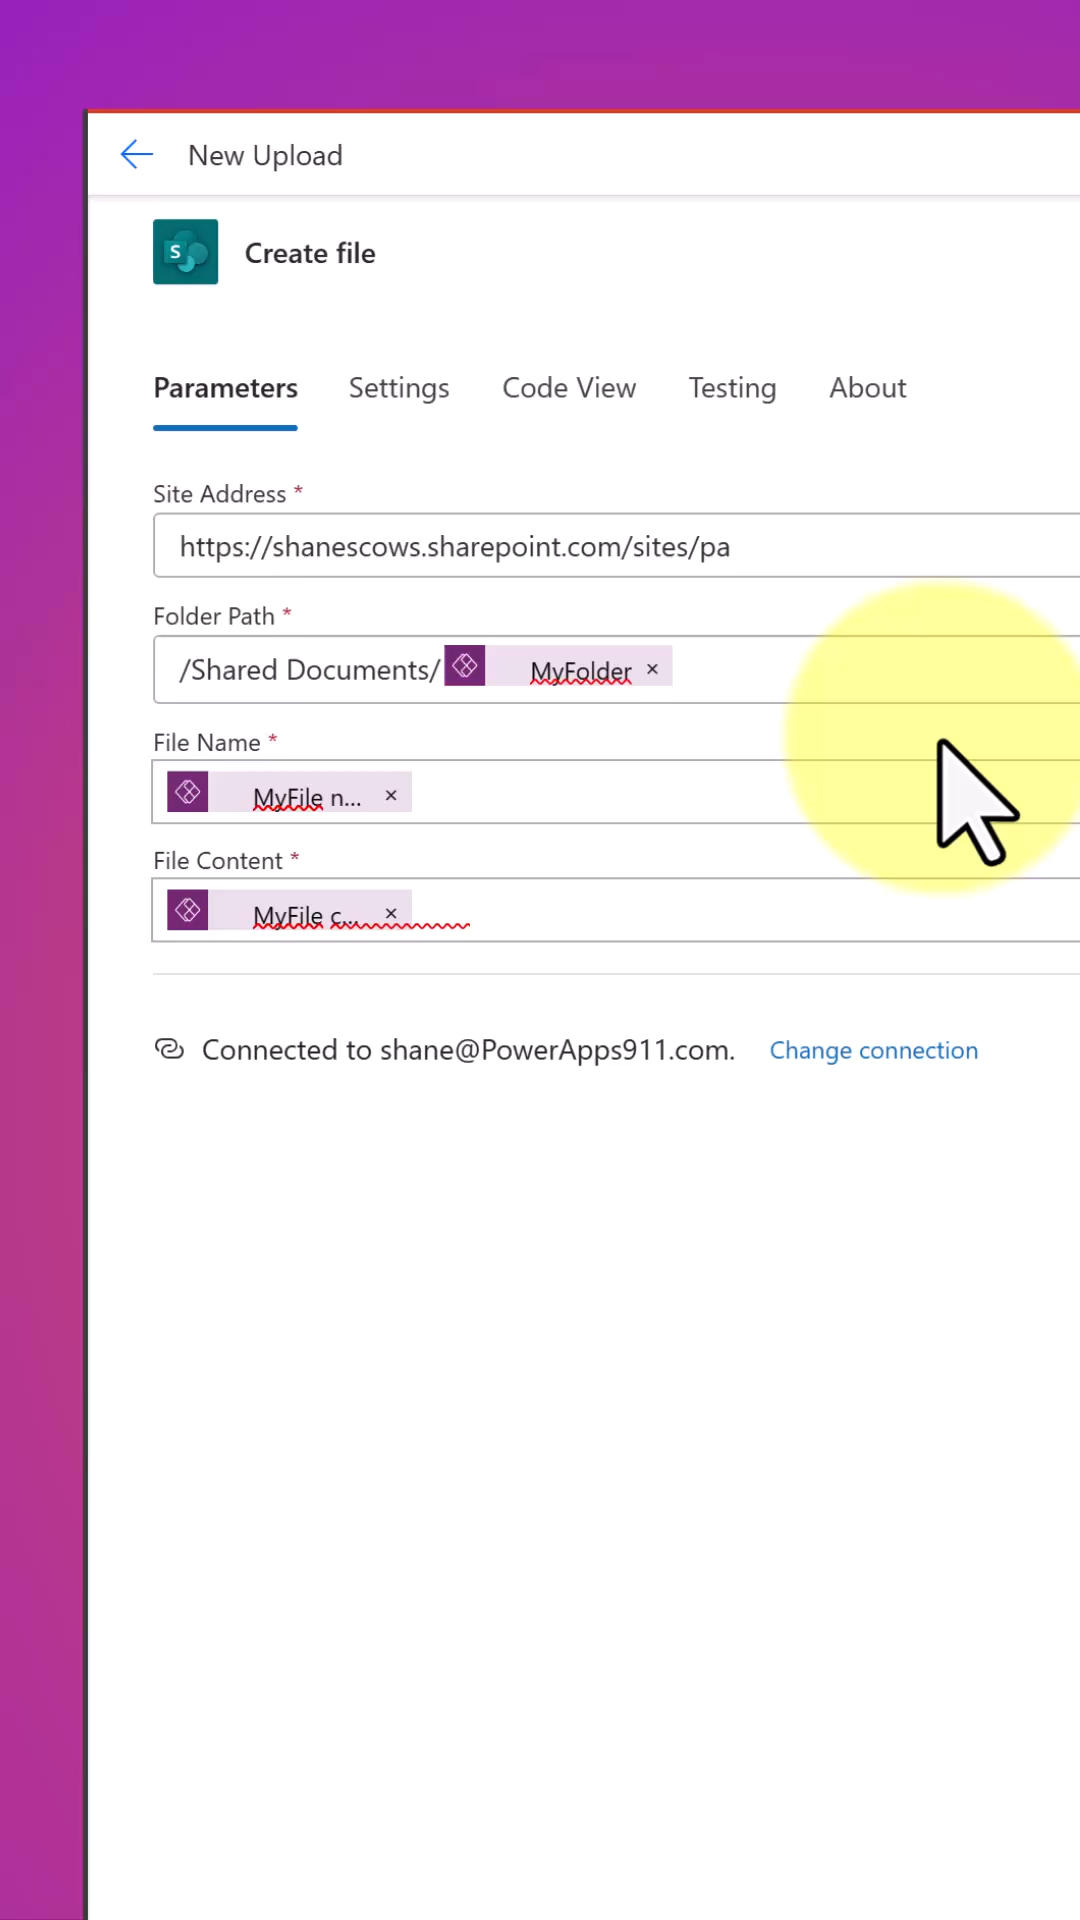 New Upload
S
Create file
Parameters Settings Code View Testing About
Site Address *
https://shanescows.sharepoint.com/sites/pa
Folder Path *
/Shared Documents/ MyFolder ×
File Name *
MyFile n... ×
File Content *
MyFile c... ×
Connected to shane@PowerApps911.com. Change connection